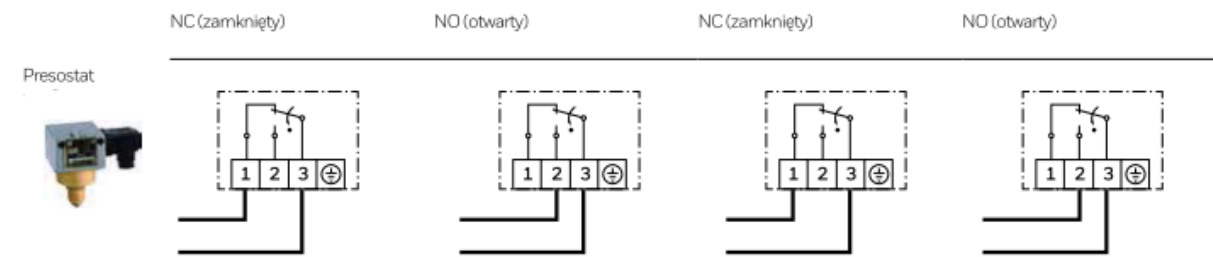 NC (zamknięty) NO (otwarty) NC (zamknięty) NO (otwarty)
Presostat
1 2 3 1 2 3 1 2 3 1 2 3